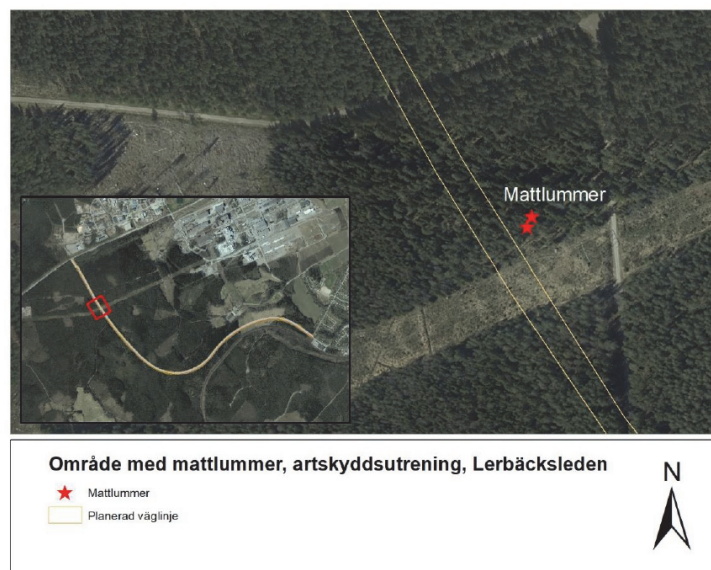 Mattlummer
Område med mattlummer, artskyddsutrening, Lerbäcksleden
Mattlummer
Planerad väglinje
N